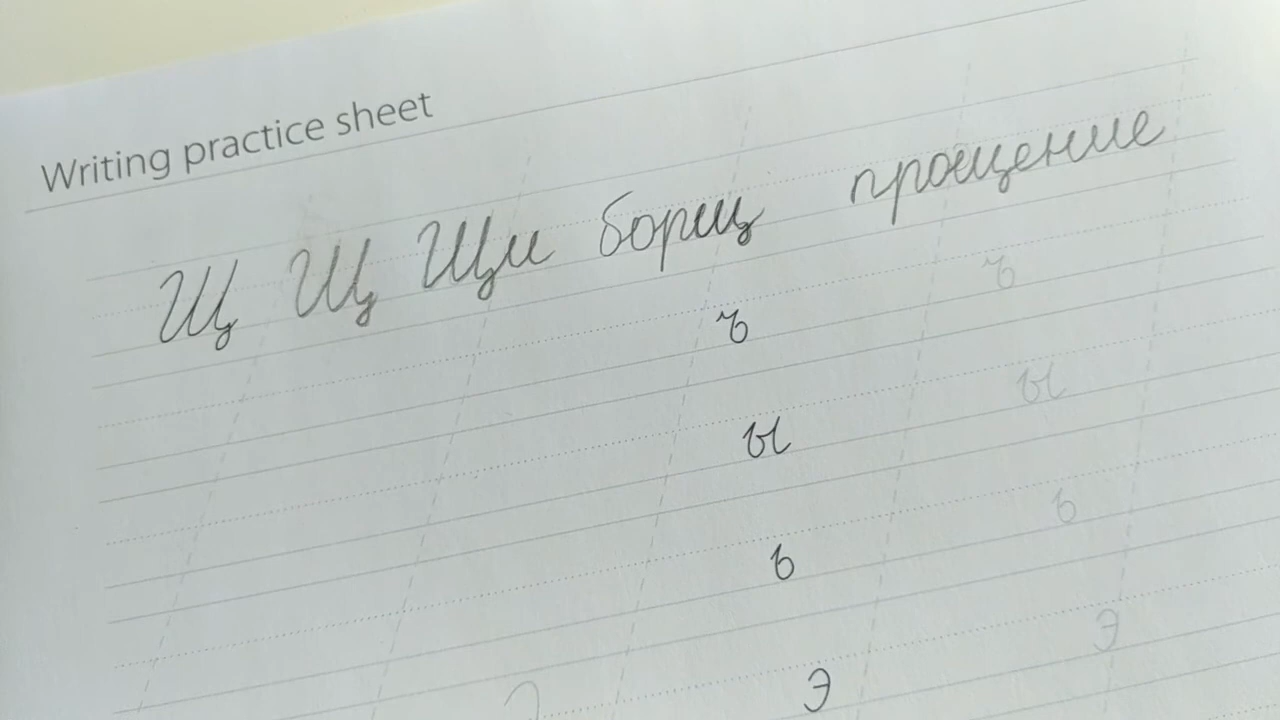 Writing practice sheet
Щ Щ Щи борщ прощение
ъ ъ
ы ы
ь ь
э э